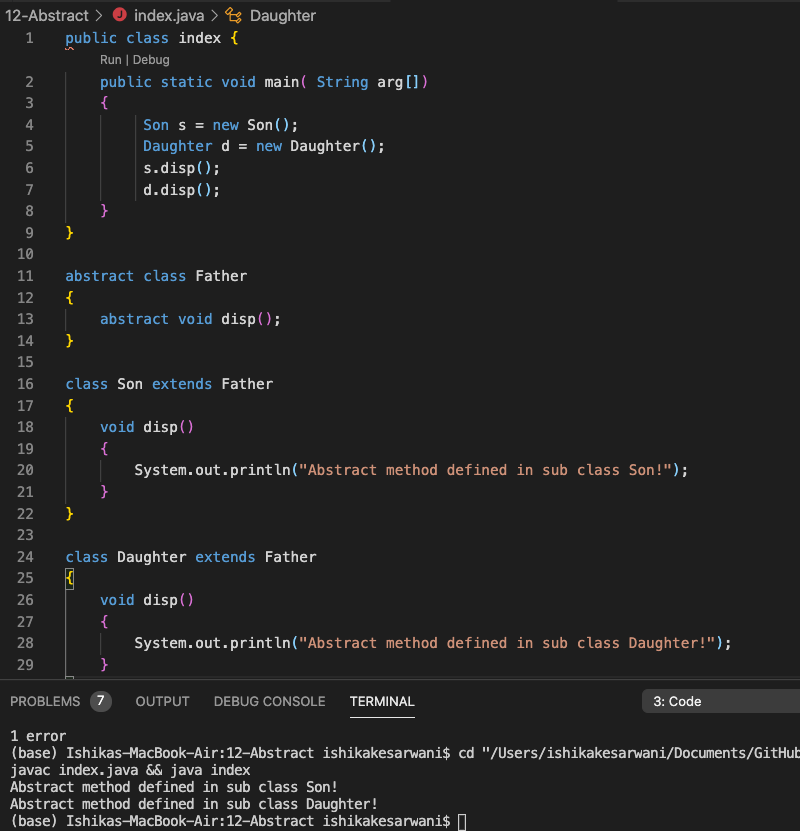 12-Abstract > index.java > Daughter
1 public class index {
Run | Debug
2 public static void main( String arg[])
3 {
4 Son s = new Son();
5 Daughter d = new Daughter();
6 s.disp();
7 d.disp();
8 }
9 }
10
11 abstract class Father
12 {
13 abstract void disp();
14 }
15
16 class Son extends Father
17 {
18 void disp()
19 {
20 System.out.println("Abstract method defined in sub class Son!");
21 }
22 }
23
24 class Daughter extends Father
25 {
26 void disp()
27 {
28 System.out.println("Abstract method defined in sub class Daughter!");
29 }
PROBLEMS 7 OUTPUT DEBUG CONSOLE TERMINAL 3: Code
1 error
(base) Ishikas-MacBook-Air:12-Abstract ishikakesarwani$ cd "/Users/ishikakesarwani/Documents/GitHub
javac index.java && java index
Abstract method defined in sub class Son!
Abstract method defined in sub class Daughter!
(base) Ishikas-MacBook-Air:12-Abstract ishikakesarwani$